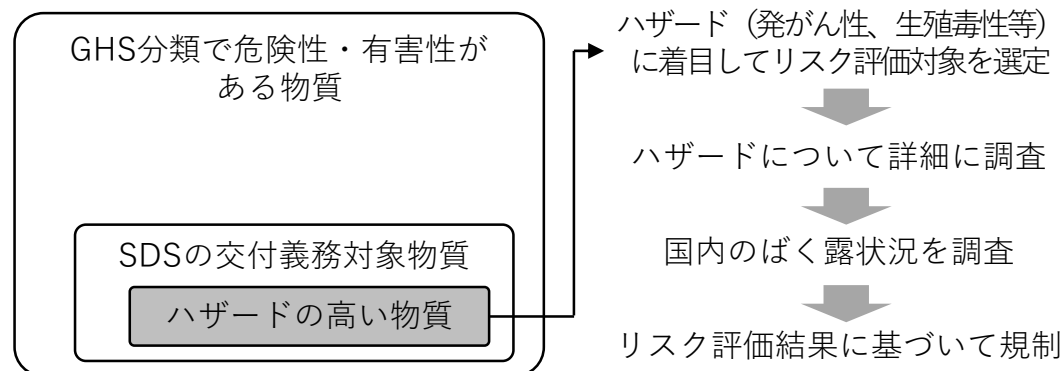 GHS分類で危険性・有害性が
ある物質
SDSの交付義務対象物質
ハザードの高い物質
ハザード（発がん性、生殖毒性等）
に着目してリスク評価対象を選定
ハザードについて詳細に調査
国内のばく露状況を調査
リスク評価結果に基づいて規制